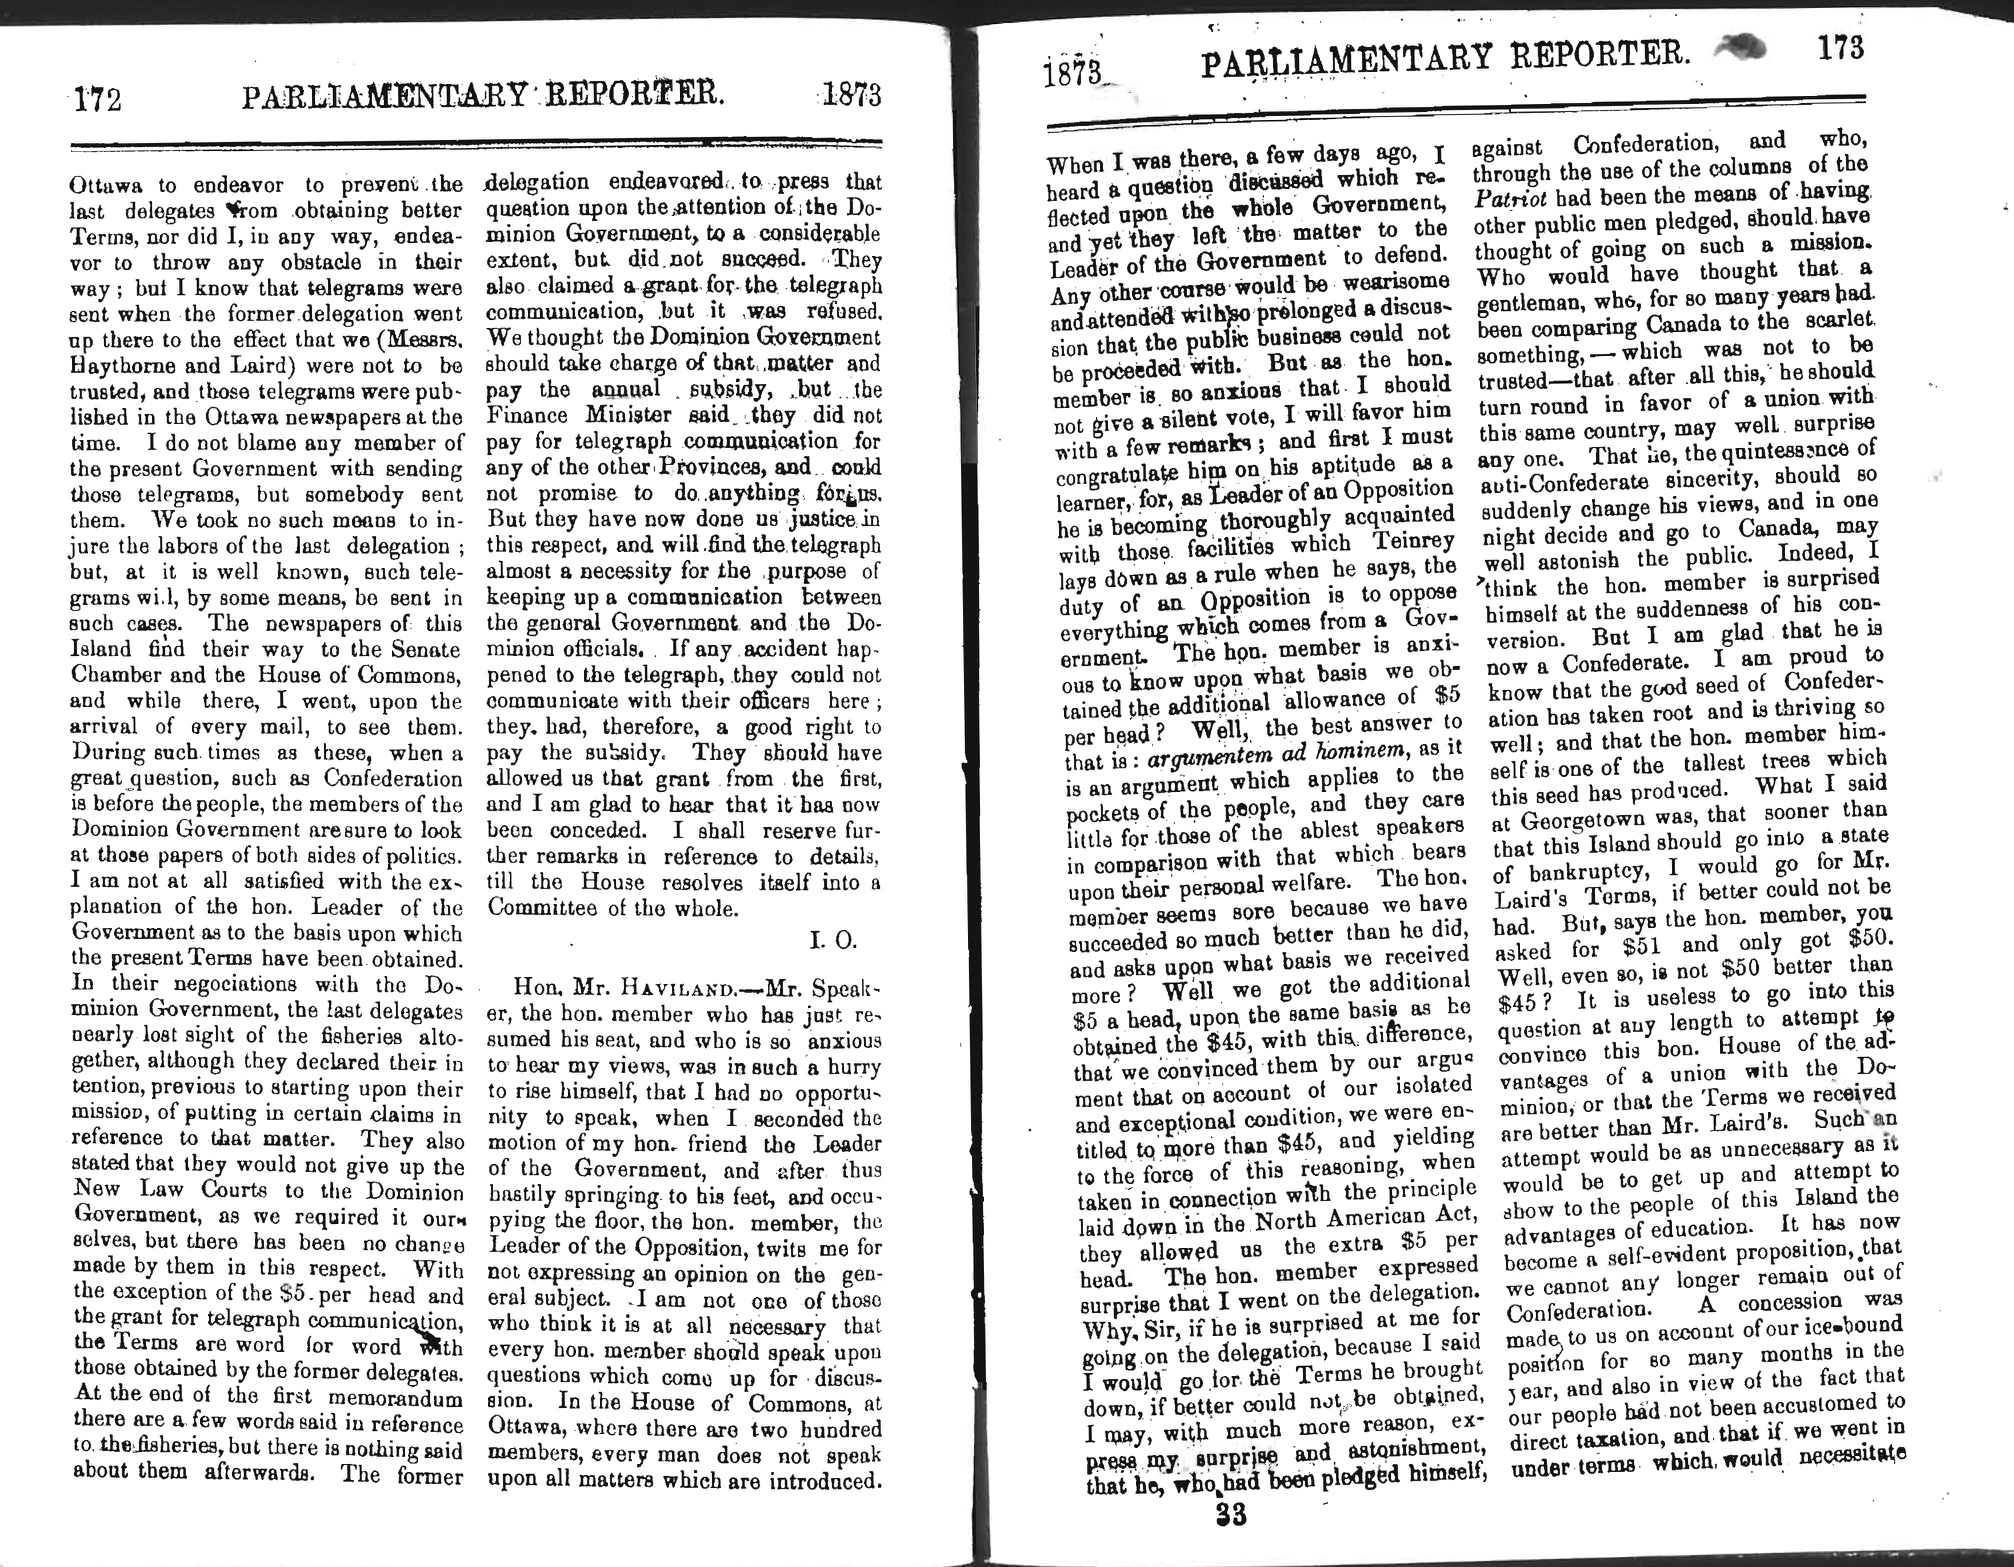 172 PARLIAMENTARY REPORTER. 1873
Ottawa to endeavor to prevent the
last delegates from obtaining better
Terms, nor did I, in any way, endea-
vor to throw any obstacle in their
way ; but I know that telegrams were
sent when the former delegation went
up there to the effect that we (Messrs.
Haythorne and Laird) were not to be
trusted, and those telegrams were pub-
lished in the Ottawa newspapers at the
time. I do not blame any member of
the present Government with sending
those telegrams, but somebody sent
them. We took no such means to in-
jure the labors of the last delegation ;
but, at it is well known, such tele-
grams will, by some means, be sent in
such cases. The newspapers of this
Island find their way to the Senate
Chamber and the House of Commons,
and while there, I went, upon the
arrival of every mail, to see them.
During such times as these, when a
great question, such as Confederation
is before the people, the members of the
Dominion Government are sure to look
at those papers of both sides of politics.
I am not at all satisfied with the ex-
planation of the hon. Leader of the
Government as to the basis upon which
the present Terms have been obtained.
In their negociations with the Do-
minion Government, the last delegates
nearly lost sight of the fisheries alto-
gether, although they declared their in
tention, previous to starting upon their
mission, of putting in certain claims in
reference to that matter. They also
stated that they would not give up the
New Law Courts to the Dominion
Government, as we required it our-
selves, but there has been no change
made by them in this respect. With
the exception of the $5 per head and
the grant for telegraph communication,
the Terms are word for word with
those obtained by the former delegates.
At the end of the first memorandum
there are a few words said in reference
to the fisheries, but there is nothing said
about them afterwards. The former
delegation endeavored to press that
question upon the attention of the Do-
minion Government, to a considerable
extent, but did not succeed. They
also claimed a grant for the telegraph
communication, but it was refused.
We thought the Dominion Government
should take charge of that matter and
pay the annual subsidy, but the
Finance Minister said they did not
pay for telegraph communication for
any of the other Provinces, and could
not promise to do anything for us.
But they have now done us justice in
this respect, and will find the telegraph
almost a necessity for the purpose of
keeping up a communication between
the general Government and the Do-
minion officials. If any accident hap-
pened to the telegraph, they could not
communicate with their officers here ;
they had, therefore, a good right to
pay the subsidy. They should have
allowed us that grant from the first,
and I am glad to hear that it has now
been conceded. I shall reserve fur-
ther remarks in reference to details,
till the House resolves itself into a
Committee of the whole.
I. O.
Hon. Mr. HAVILAND.—Mr. Speak-
er, the hon. member who has just re-
sumed his seat, and who is so anxious
to hear my views, was in such a hurry
to rise himself, that I had no opportu-
nity to speak, when I seconded the
motion of my hon. friend the Leader
of the Government, and after thus
hastily springing to his feet, and occu-
pying the floor, the hon. member, the
Leader of the Opposition, twits me for
not expressing an opinion on the gen-
eral subject. I am not one of those
who think it is at all necessary that
every hon. member should speak upon
questions which come up for discus-
sion. In the House of Commons, at
Ottawa, where there are two hundred
members, every man does not speak
upon all matters which are introduced.
1873 PARLIAMENTARY REPORTER. 173
When I was there, a few days ago, I
heard a question discussed which re-
flected upon the whole Government,
and yet they left the matter to the
Leader of the Government to defend.
Any other course would be wearisome
and attended with so prolonged a discus-
sion that the public business could not
be proceeded with. But as the hon.
member is so anxious that I should
not give a silent vote, I will favor him
with a few remarks ; and first I must
congratulate him on his aptitude as a
learner, for, as Leader of an Opposition
he is becoming thoroughly acquainted
with those facilities which Teinrey
lays down as a rule when he says, the
duty of an Opposition is to oppose
everything which comes from a Gov-
ernment. The hon. member is anxi-
ous to know upon what basis we ob-
tained the additional allowance of $5
per head ? Well, the best answer to
that is : argumentem ad hominem, as it
is an argument which applies to the
pockets of the people, and they care
little for those of the ablest speakers
in comparison with that which bears
upon their personal welfare. The hon.
member seems sore because we have
succeeded so much better than he did,
and asks upon what basis we received
more ? Well we got the additional
$5 a head, upon the same basis as he
obtained the $45, with this difference,
that we convinced them by our argu-
ment that on account of our isolated
and exceptional condition, we were en-
titled to more than $45, and yielding
to the force of this reasoning, when
taken in connection with the principle
laid down in the North American Act,
they allowed us the extra $5 per
head. The hon. member expressed
surprise that I went on the delegation.
Why, Sir, if he is surprised at me for
going on the delegation, because I said
I would go for the Terms he brought
down, if better could not be obtained,
I may, with much more reason, ex-
press my surprise and astonishment,
that he, who had been pledged himself,
against Confederation, and who,
through the use of the columns of the
Patriot had been the means of having
other public men pledged, should have
thought of going on such a mission.
Who would have thought that a
gentleman, who, for so many years had
been comparing Canada to the scarlet
something,—which was not to be
trusted—that after all this, he should
turn round in favor of a union with
this same country, may well surprise
any one. That he, the quintessence of
anti-Confederate sincerity, should so
suddenly change his views, and in one
night decide and go to Canada, may
well astonish the public. Indeed, I
think the hon. member is surprised
himself at the suddenness of his con-
version. But I am glad that he is
now a Confederate. I am proud to
know that the good seed of Confeder-
ation has taken root and is thriving so
well ; and that the hon. member him-
self is one of the tallest trees which
this seed has produced. What I said
at Georgetown was, that sooner than
that this Island should go into a state
of bankruptcy, I would go for Mr.
Laird's Terms, if better could not be
had. But, says the hon. member, you
asked for $51 and only got $50.
Well, even so, is not $50 better than
$45 ? It is useless to go into this
question at any length to attempt to
convince this hon. House of the ad-
vantages of a union with the Do-
minion, or that the Terms we received
are better than Mr. Laird's. Such an
attempt would be as unnecessary as it
would be to get up and attempt to
show to the people of this Island the
advantages of education. It has now
become a self-evident proposition, that
we cannot any longer remain out of
Confederation. A concession was
made to us on account of our ice-bound
position for so many months in the
year, and also in view of the fact that
our people had not been accustomed to
direct taxation, and that if we went in
under terms which would necessitate
33